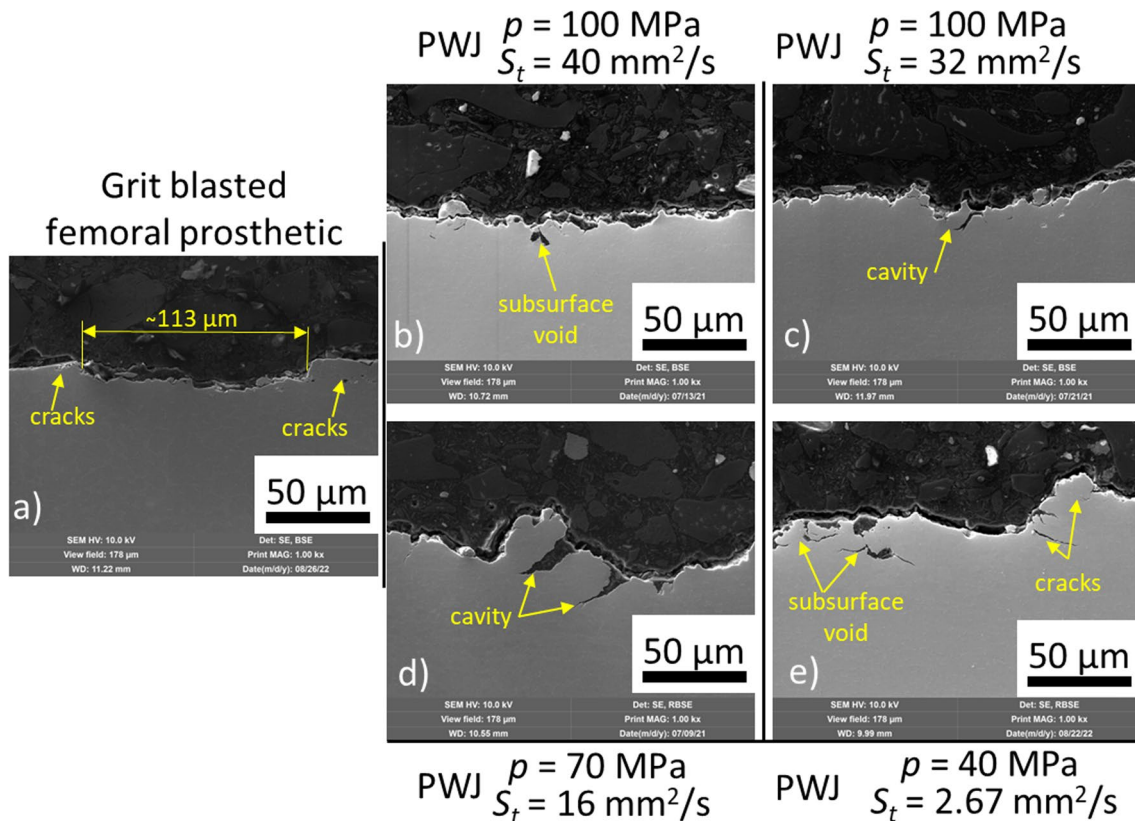 PWJ p = 100 MPa
Sₜ = 40 mm²/s
PWJ p = 100 MPa
Sₜ = 32 mm²/s
Grit blasted
femoral prosthetic
~113 µm
cracks
cracks
a)
50 µm
SEM HV: 10.0 kV Det: SE, BSE
View field: 178 µm Print MAG: 1.00 kx
WD: 11.22 mm Date(m/d/y): 08/26/22
subsurface
void
b)
50 µm
SEM HV: 10.0 kV Det: SE, BSE
View field: 178 µm Print MAG: 1.00 kx
WD: 10.72 mm Date(m/d/y): 07/13/21
cavity
c)
50 µm
SEM HV: 10.0 kV Det: SE, BSE
View field: 178 µm Print MAG: 1.00 kx
WD: 11.97 mm Date(m/d/y): 07/21/21
cavity
d)
50 µm
SEM HV: 10.0 kV Det: SE, RBSE
View field: 178 µm Print MAG: 1.00 kx
WD: 10.55 mm Date(m/d/y): 07/09/21
subsurface
void
cracks
e)
50 µm
SEM HV: 10.0 kV Det: SE, RBSE
View field: 178 µm Print MAG: 1.00 kx
WD: 9.99 mm Date(m/d/y): 08/22/22
PWJ p = 70 MPa
Sₜ = 16 mm²/s
PWJ p = 40 MPa
Sₜ = 2.67 mm²/s